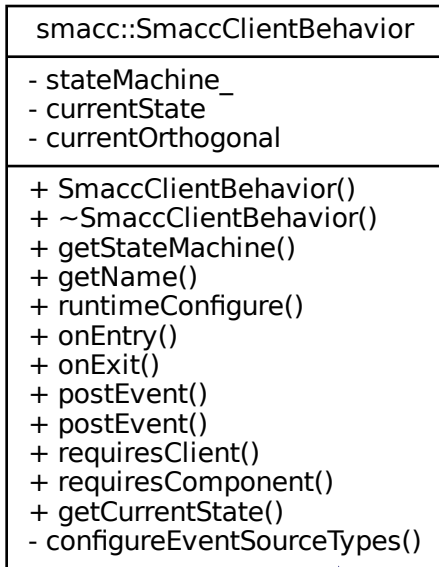 smacc::SmaccClientBehavior
- stateMachine_
- currentState
- currentOrthogonal
+ SmaccClientBehavior()
+ ~SmaccClientBehavior()
+ getStateMachine()
+ getName()
+ runtimeConfigure()
+ onEntry()
+ onExit()
+ postEvent()
+ postEvent()
+ requiresClient()
+ requiresComponent()
+ getCurrentState()
- configureEventSourceTypes()